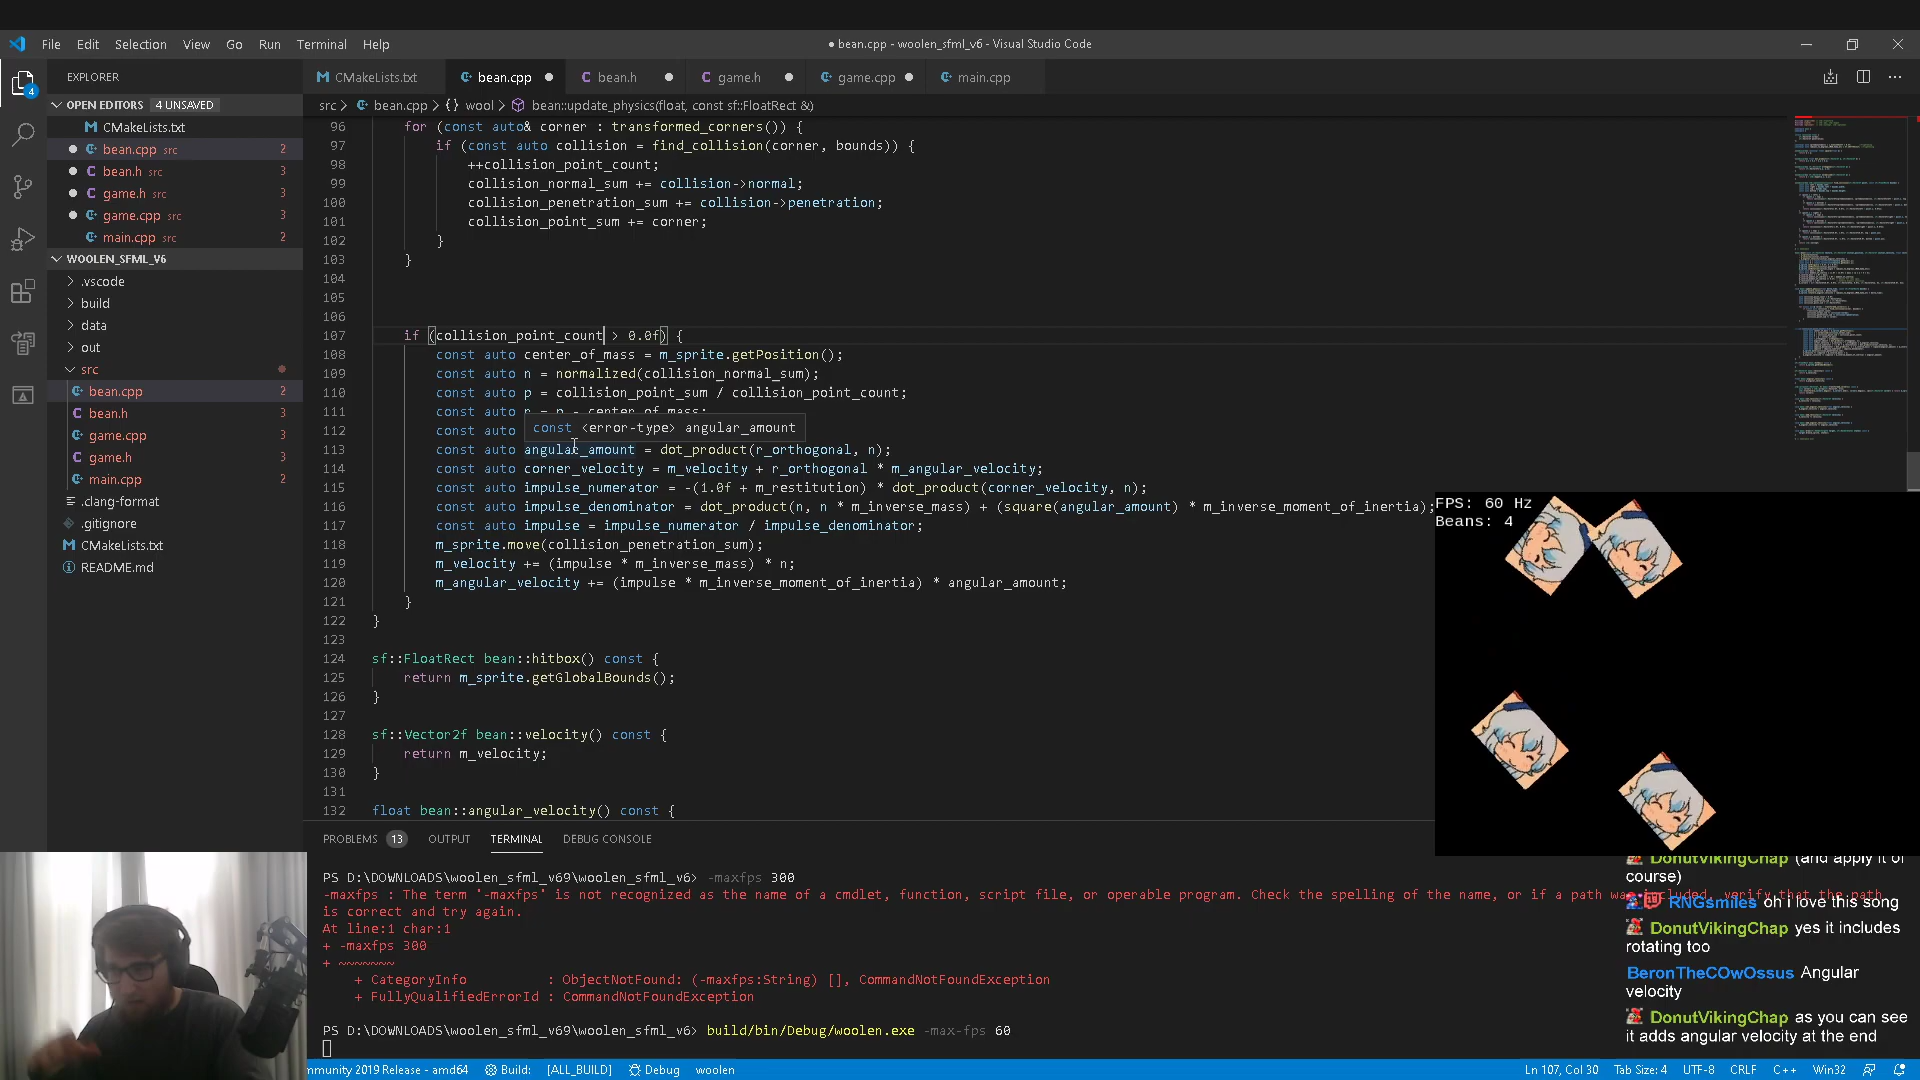 File Edit Selection View Go Run Terminal Help
● bean.cpp - woolen_sfml_v6 - Visual Studio Code
EXPLORER
CMakeLists.txt bean.cpp bean.h game.h game.cpp main.cpp
OPEN EDITORS 4 UNSAVED
src > bean.cpp > {} wool > bean::update_physics(float, const sf::FloatRect &)
4
CMakeLists.txt
bean.cpp src 2
bean.h src 3
game.h src 3
game.cpp src 3
main.cpp src 2
WOOLEN_SFML_V6
.vscode
build
data
out
src
bean.cpp 2
bean.h 3
game.cpp 3
game.h 3
main.cpp 2
.clang-format
.gitignore
CMakeLists.txt
README.md
96 for (const auto& corner : transformed_corners()) {
97 if (const auto collision = find_collision(corner, bounds)) {
98 ++collision_point_count;
99 collision_normal_sum += collision->normal;
100 collision_penetration_sum += collision->penetration;
101 collision_point_sum += corner;
102 }
103 }
104
105
106
107 if (collision_point_count > 0.0f) {
108 const auto center_of_mass = m_sprite.getPosition();
109 const auto n = normalized(collision_normal_sum);
110 const auto p = collision_point_sum / collision_point_count;
111 const auto r = p - center_of_mass;
112 const auto
const <error-type> angular_amount
113 const auto angular_amount = dot_product(r_orthogonal, n);
114 const auto corner_velocity = m_velocity + r_orthogonal * m_angular_velocity;
115 const auto impulse_numerator = -(1.0f + m_restitution) * dot_product(corner_velocity, n);
116 const auto impulse_denominator = dot_product(n, n * m_inverse_mass) + (square(angular_amount) * m_inverse_moment_of_inertia);
117 const auto impulse = impulse_numerator / impulse_denominator;
118 m_sprite.move(collision_penetration_sum);
119 m_velocity += (impulse * m_inverse_mass) * n;
120 m_angular_velocity += (impulse * m_inverse_moment_of_inertia) * angular_amount;
121 }
122 }
123
124 sf::FloatRect bean::hitbox() const {
125 return m_sprite.getGlobalBounds();
126 }
127
128 sf::Vector2f bean::velocity() const {
129 return m_velocity;
130 }
131
132 float bean::angular_velocity() const {
FPS: 60 Hz
Beans: 4
PROBLEMS 13 OUTPUT TERMINAL DEBUG CONSOLE
PS D:\DOWNLOADS\woolen_sfml_v69\woolen_sfml_v6> -maxfps 300
-maxfps : The term '-maxfps' is not recognized as the name of a cmdlet, function, script file, or operable program. Check the spelling of the name, or if a path was included, verify that the path
is correct and try again.
At line:1 char:1
+ -maxfps 300
+ ~~~~~~~
+ CategoryInfo : ObjectNotFound: (-maxfps:String) [], CommandNotFoundException
+ FullyQualifiedErrorId : CommandNotFoundException
PS D:\DOWNLOADS\woolen_sfml_v69\woolen_sfml_v6> build/bin/Debug/woolen.exe -max-fps 60
DonutVikingChap (and apply it of
course)
RNGsmiles oh i love this song
DonutVikingChap yes it includes
rotating too
BeronTheCOwOssus Angular
velocity
DonutVikingChap as you can see
it adds angular velocity at the end
mmunity 2019 Release - amd64 Build: [ALL_BUILD] Debug woolen
Ln 107, Col 30 Tab Size: 4 UTF-8 CRLF C++ Win32